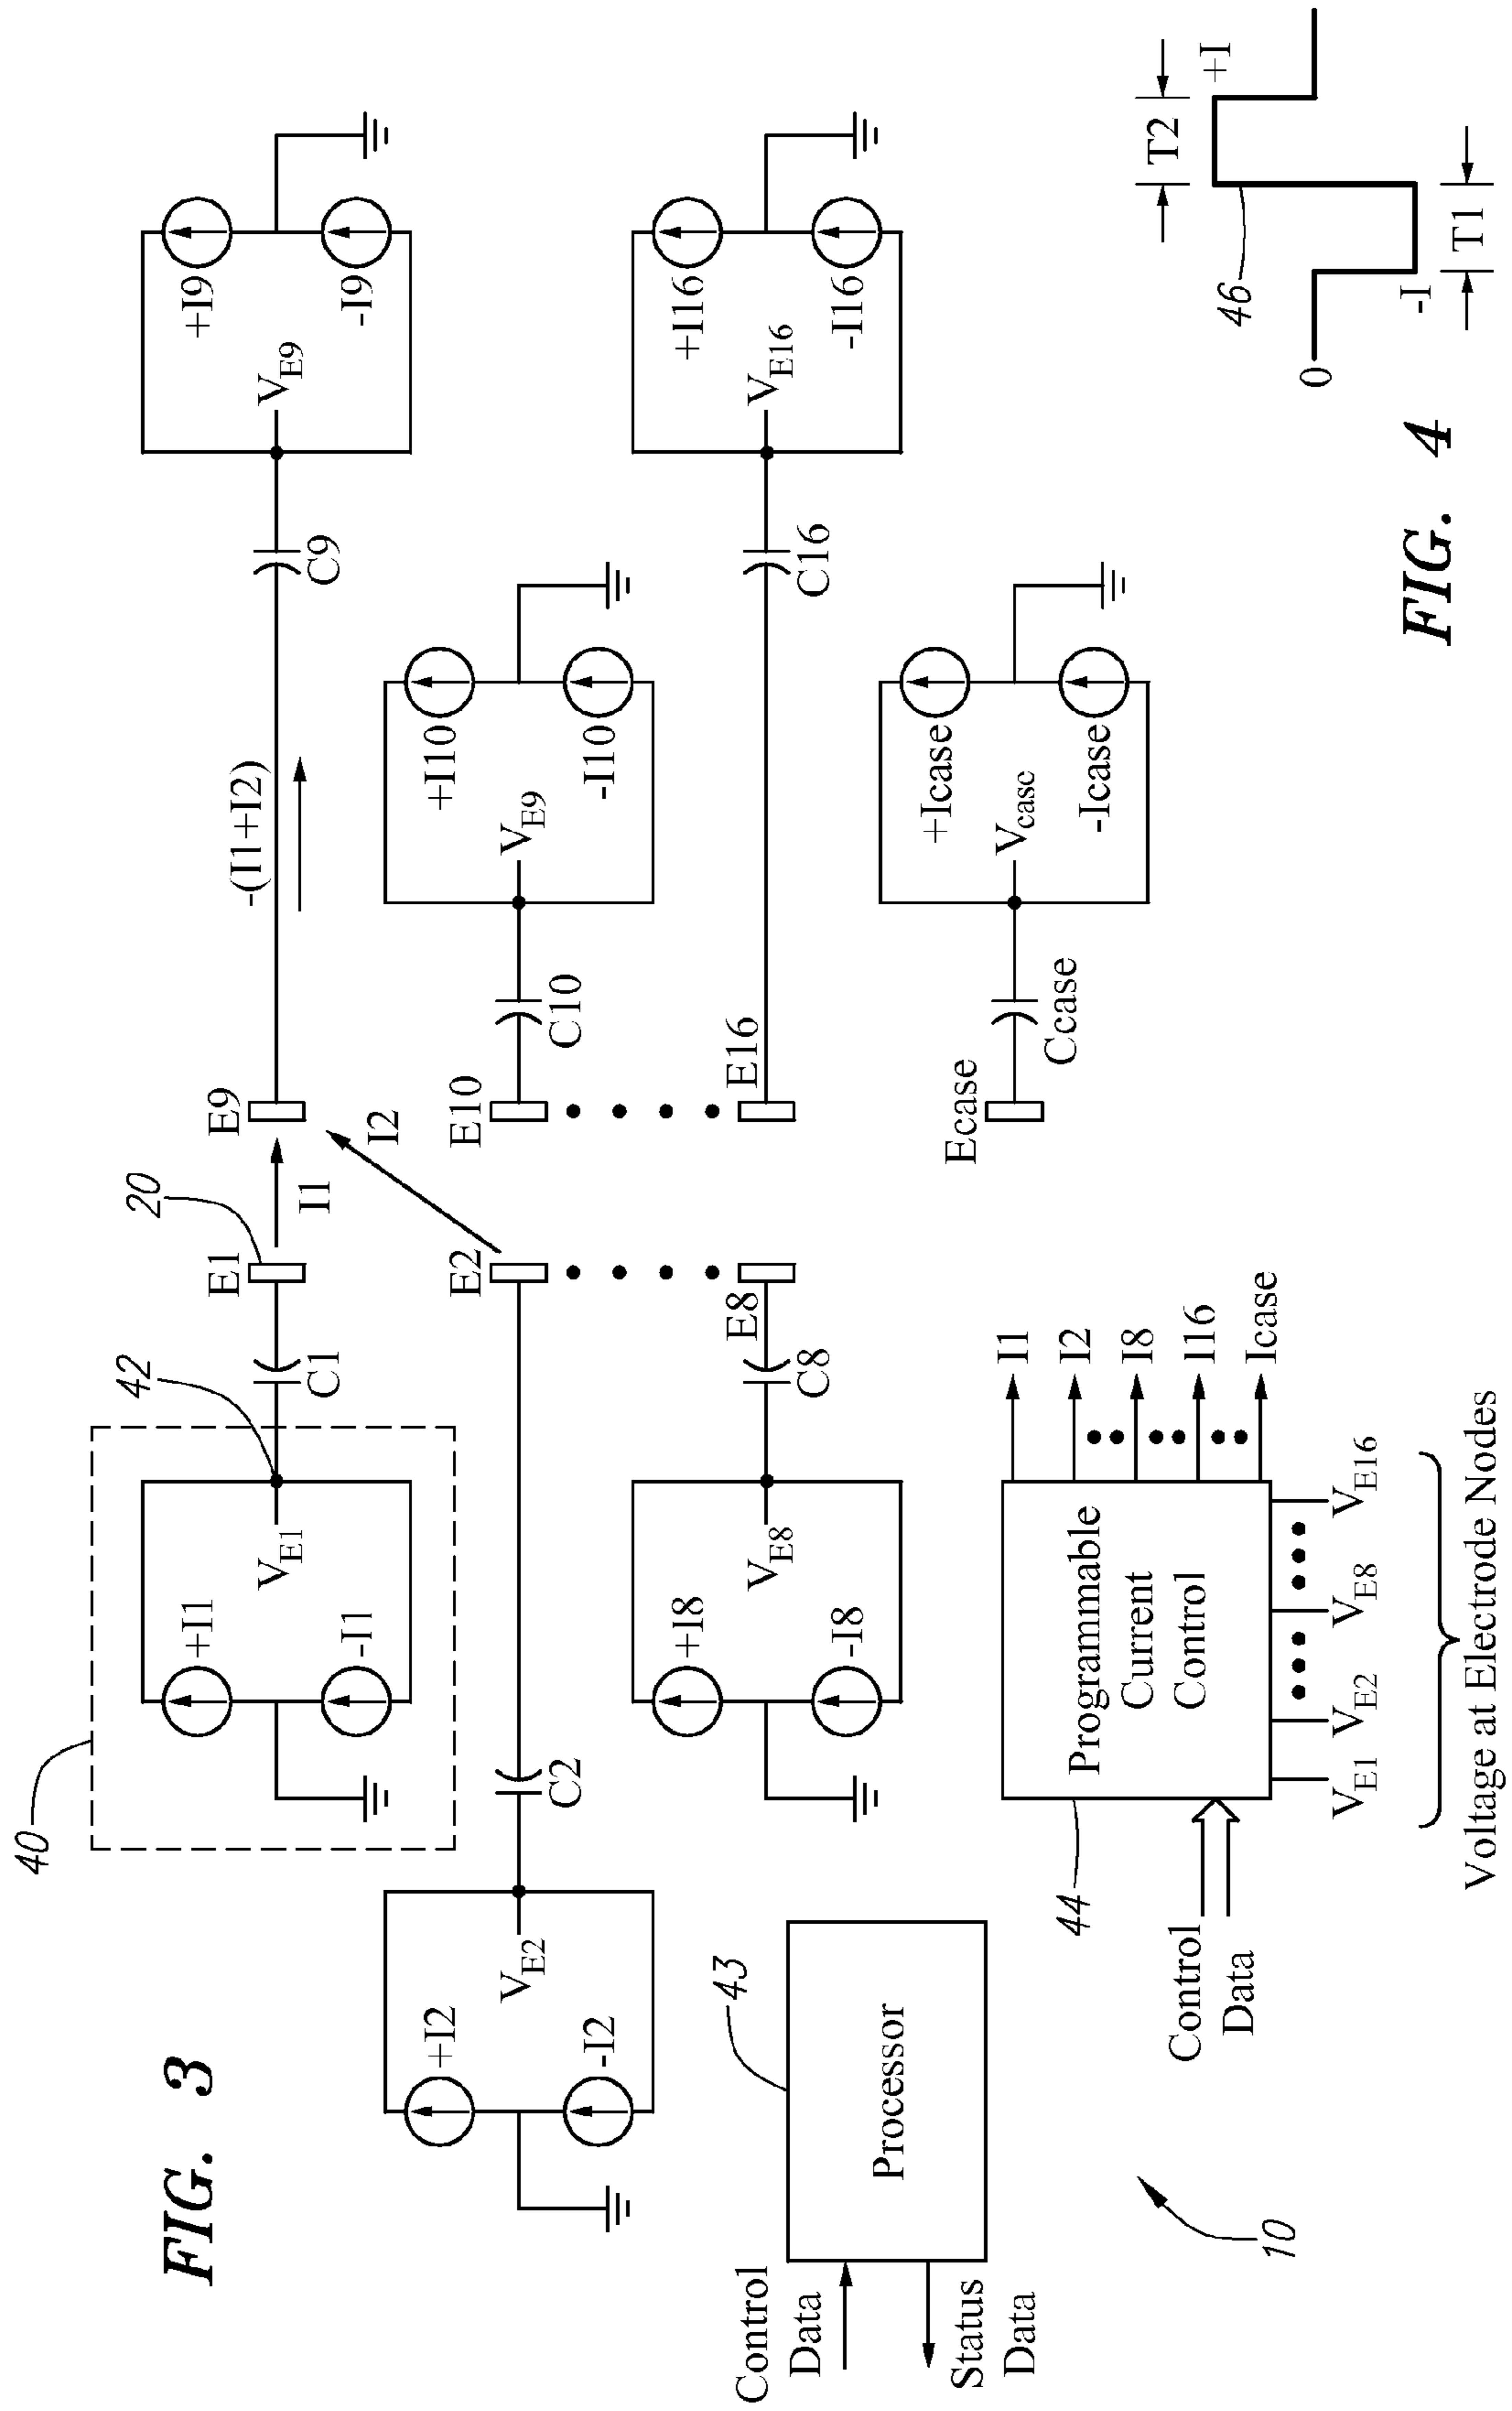 FIG. 3
40
+I1
-I1
VE1
42
C1
E1
20
I1
E9
-(I1+I2)
C9
VE9
+I9
-I9
+I2
-I2
VE2
C2
E2
I2
E10
C10
VE9
+I10
-I10
+I8
-I8
VE8
C8
E8
E16
C16
VE16
+I16
-I16
Ecase
Ccase
Vcase
+Icase
-Icase
Control
Data
Status
Data
Processor
43
10
Control
Data
44
Programmable
Current
Control
I1
I2
I8
I16
Icase
VE1
VE2
VE8
VE16
Voltage at Electrode Nodes
FIG. 4
0
-I
+I
T1
T2
46